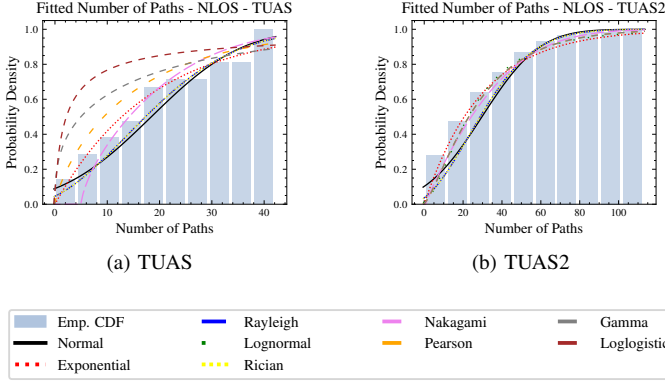 Fitted Number of Paths - NLOS - TUAS
Probability Density
1.0
0.8
0.6
0.4
0.2
0.0
0 10 20 30 40
Number of Paths
(a) TUAS
Fitted Number of Paths - NLOS - TUAS2
Probability Density
1.0
0.8
0.6
0.4
0.2
0.0
0 20 40 60 80 100
Number of Paths
(b) TUAS2
Emp. CDF Rayleigh Nakagami Gamma
Normal Lognormal Pearson Loglogistic
Exponential Rician